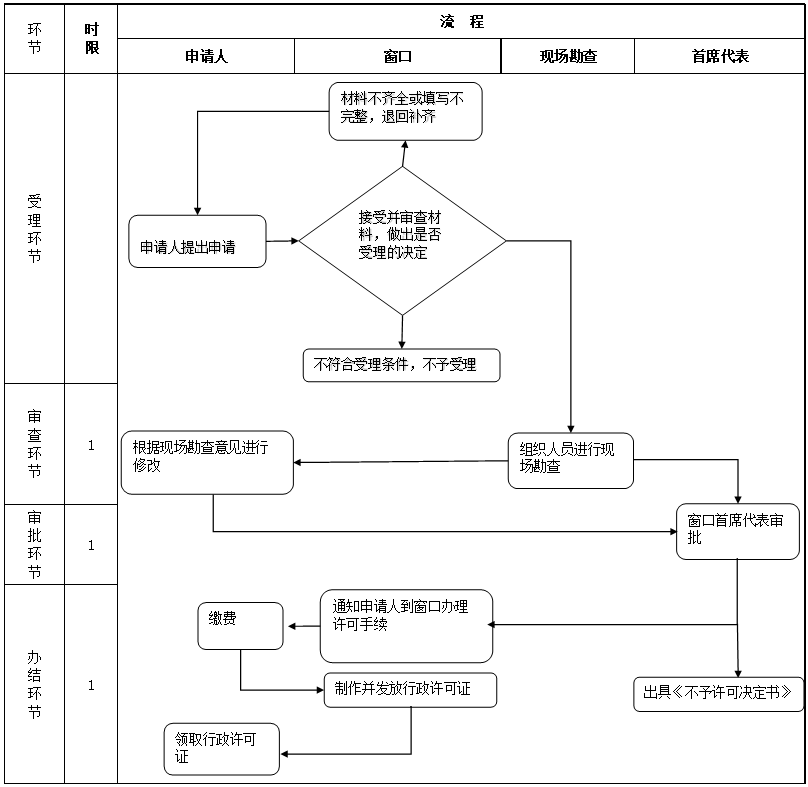 环节
时限
流 程
申请人
窗口
现场勘查
首席代表
受理环节
材料不齐全或填写不
完整，退回补齐
申请人提出申请
接受并审查材
料，做出是否
受理的决定
不符合受理条件，不予受理
审查环节
1
根据现场勘查意见进行
修改
组织人员进行现
场勘查
审批环节
1
窗口首席代表审
批
办结环节
1
缴费
通知申请人到窗口办理
许可手续
制作并发放行政许可证
出具《不予许可决定书》
领取行政许可
证